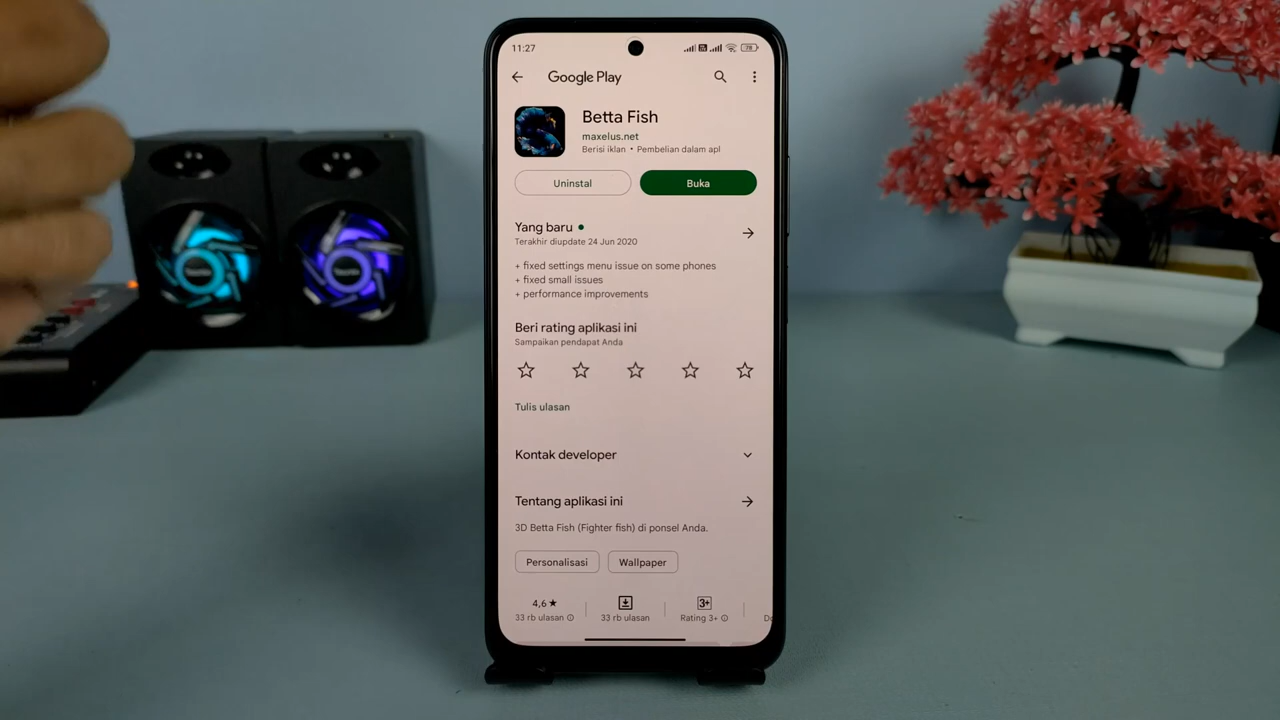 11:27
78
Google Play
Betta Fish
maxelus.net
Berisi iklan • Pembelian dalam apl
Uninstal
Buka
Yang baru
Terakhir diupdate 24 Jun 2020
+ fixed settings menu issue on some phones
+ fixed small issues
+ performance improvements
Beri rating aplikasi ini
Sampaikan pendapat Anda
Tulis ulasan
Kontak developer
Tentang aplikasi ini
3D Betta Fish (Fighter fish) di ponsel Anda.
Personalisasi
Wallpaper
4,6 ★
33 rb ulasan
33 rb ulasan
3+
Rating 3+